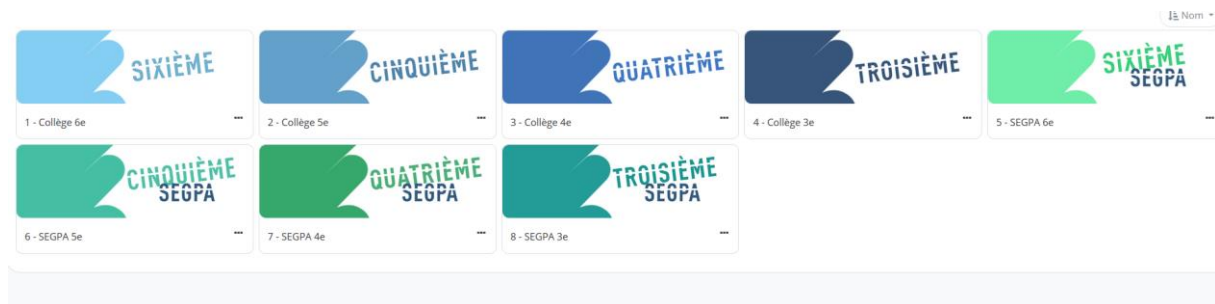 Nom
SIXIÈME
1 - Collège 6e
CINQUIÈME
2 - Collège 5e
QUATRIÈME
3 - Collège 4e
TROISIÈME
4 - Collège 3e
SIXIÈME
SEGPA
5 - SEGPA 6e
CINQUIÈME
SEGPA
6 - SEGPA 5e
QUATRIÈME
SEGPA
7 - SEGPA 4e
TROISIÈME
SEGPA
8 - SEGPA 3e